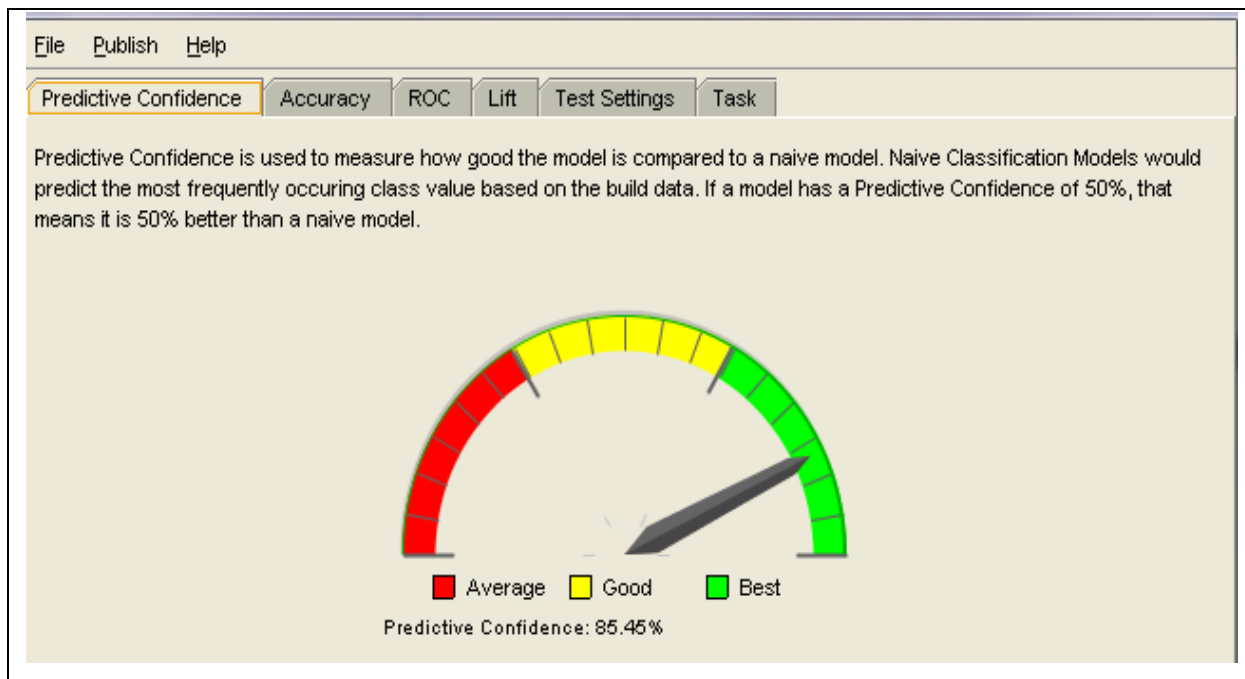 File Publish Help
Predictive Confidence Accuracy ROC Lift Test Settings Task
Predictive Confidence is used to measure how good the model is compared to a naive model. Naive Classification Models would
predict the most frequently occuring class value based on the build data. If a model has a Predictive Confidence of 50%, that
means it is 50% better than a naive model.
Average Good Best
Predictive Confidence: 85.45%